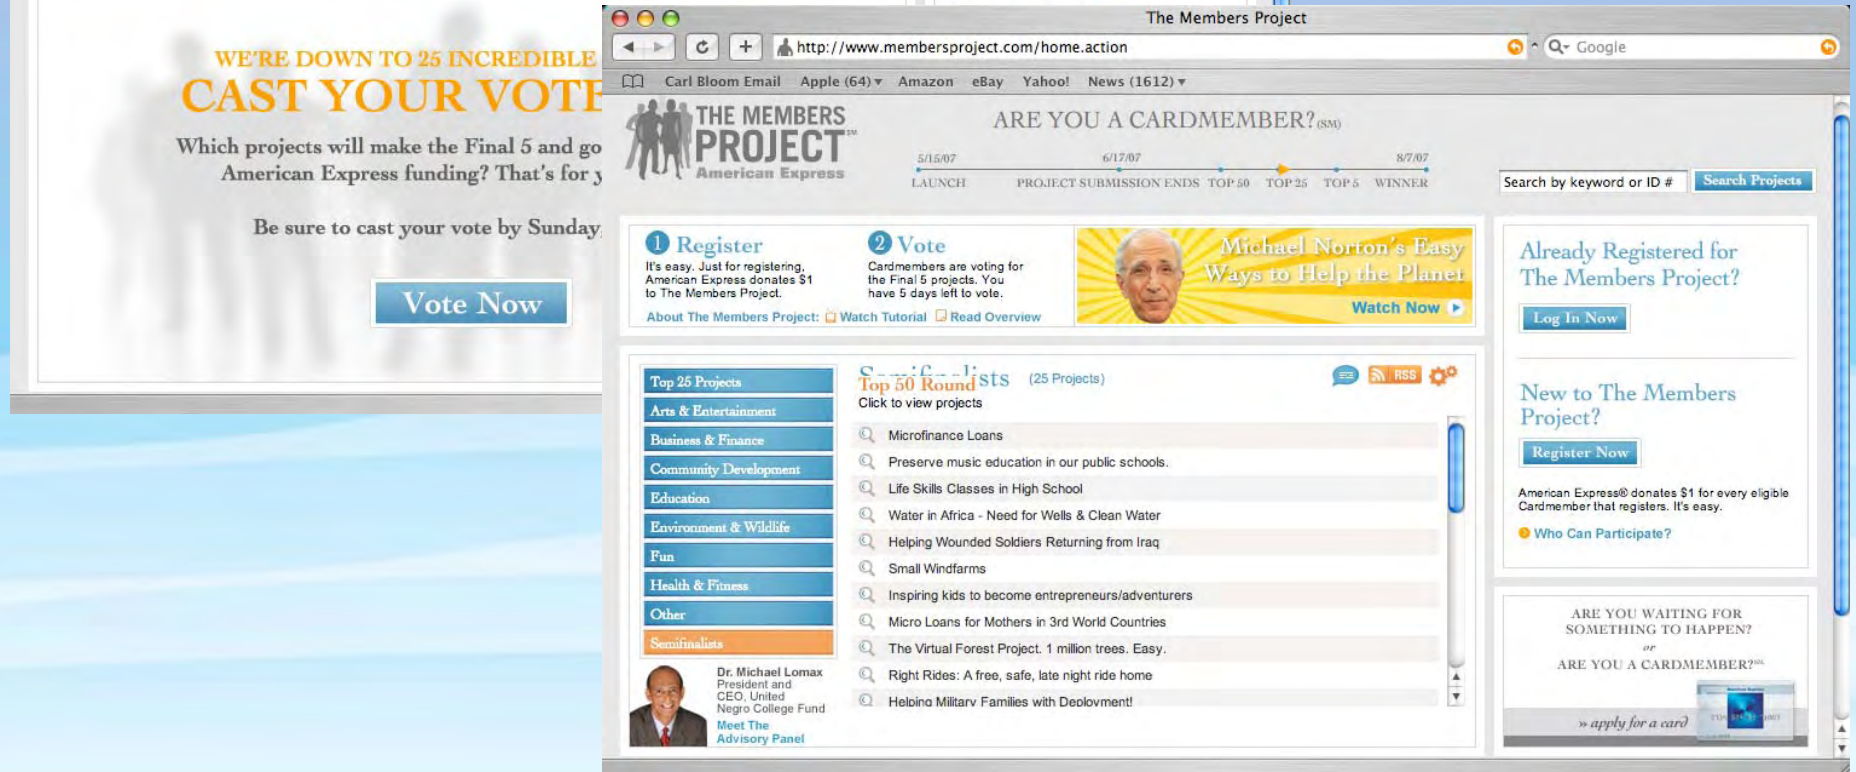 WE'RE DOWN TO 25 INCREDIBLE
CAST YOUR VOTE
Which projects will make the Final 5 and go
American Express funding? That's for
Be sure to cast your vote by Sunday,
Vote Now
The Members Project
http://www.membersproject.com/home.action
Google
Carl Bloom Email Apple (64) Amazon eBay Yahoo! News (1612)
THE MEMBERS
PROJECT SM
American Express
ARE YOU A CARDMEMBER?(SM)
5/15/07 6/17/07 8/7/07
LAUNCH PROJECT SUBMISSION ENDS TOP 50 TOP 25 TOP 5 WINNER
Search by keyword or ID # Search Projects
1 Register
It's easy. Just for registering,
American Express donates $1
to The Members Project.
2 Vote
Cardmembers are voting for
the Final 5 projects. You
have 5 days left to vote.
About The Members Project: Watch Tutorial Read Overview
Michael Norton's Easy
Ways to Help the Planet
Watch Now
Already Registered for
The Members Project?
Log In Now
New to The Members
Project?
Register Now
American Express® donates $1 for every eligible
Cardmember that registers. It's easy.
Who Can Participate?
Top 25 Projects
Arts & Entertainment
Business & Finance
Community Development
Education
Environment & Wildlife
Fun
Health & Fitness
Other
Semifinalists
Semifinalists (25 Projects)
Top 50 Round
Click to view projects
RSS
Microfinance Loans
Preserve music education in our public schools.
Life Skills Classes in High School
Water in Africa - Need for Wells & Clean Water
Helping Wounded Soldiers Returning from Iraq
Small Windfarms
Inspiring kids to become entrepreneurs/adventurers
Micro Loans for Mothers in 3rd World Countries
The Virtual Forest Project. 1 million trees. Easy.
Right Rides: A free, safe, late night ride home
Helping Military Families with Deployment!
Dr. Michael Lomax
President and
CEO, United
Negro College Fund
Meet The
Advisory Panel
ARE YOU WAITING FOR
SOMETHING TO HAPPEN?
or
ARE YOU A CARDMEMBER?
» apply for a card